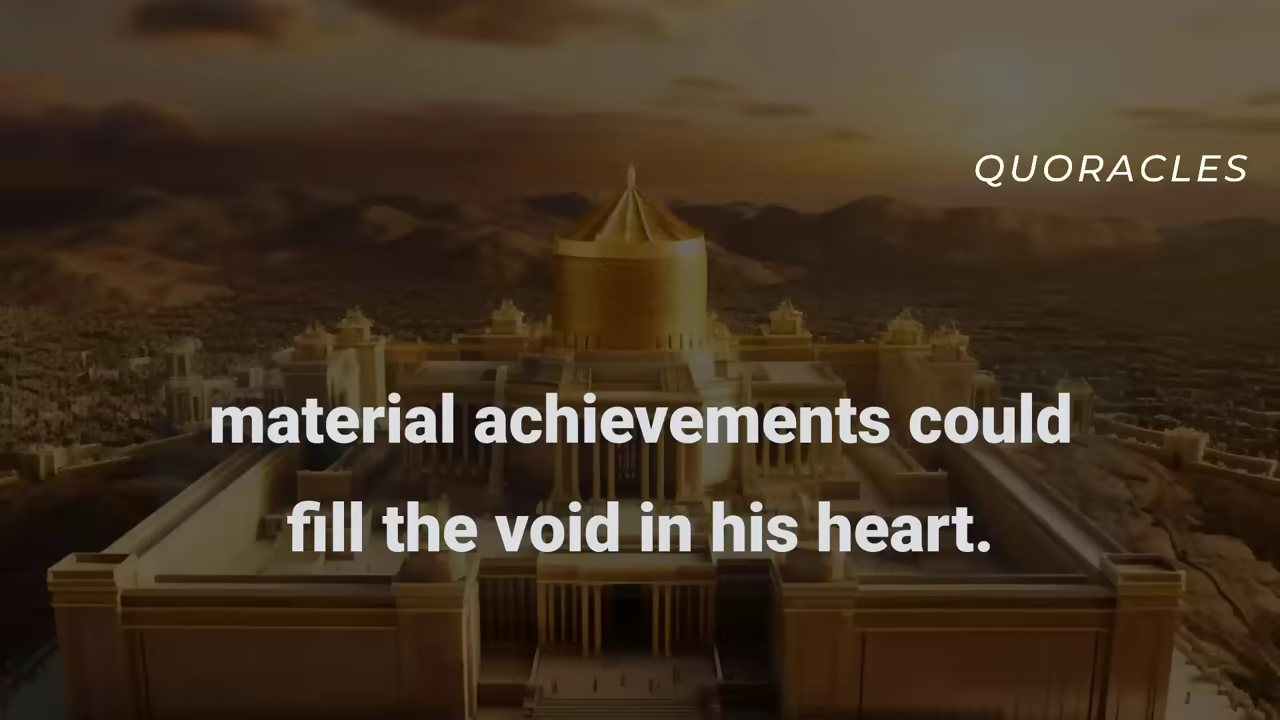 QUORACLES
material achievements could
fill the void in his heart.